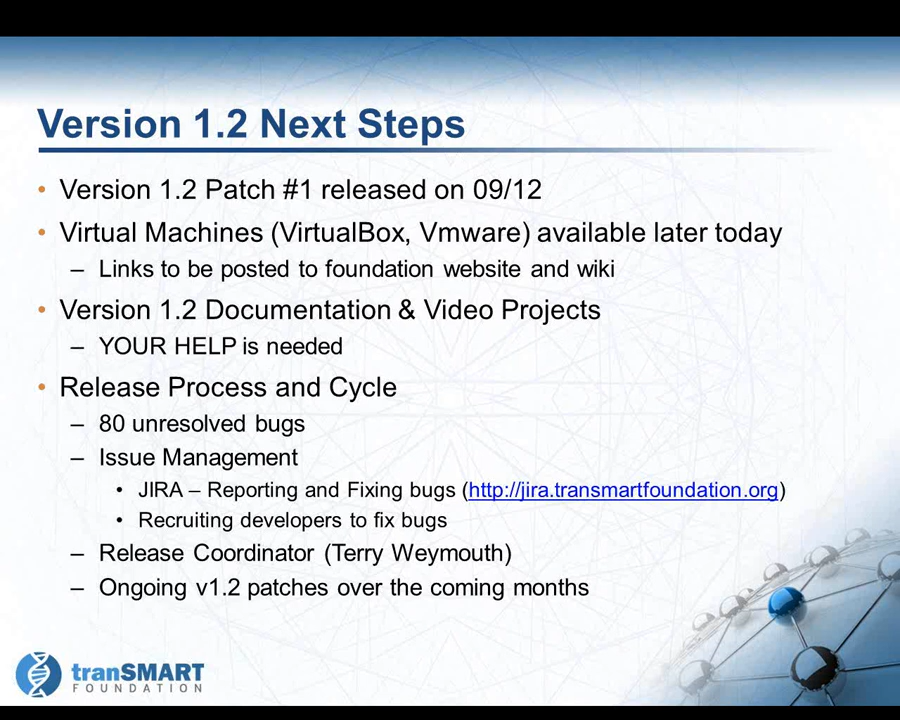 Version 1.2 Next Steps
• Version 1.2 Patch #1 released on 09/12
• Virtual Machines (VirtualBox, Vmware) available later today
– Links to be posted to foundation website and wiki
• Version 1.2 Documentation & Video Projects
– YOUR HELP is needed
• Release Process and Cycle
– 80 unresolved bugs
– Issue Management
• JIRA – Reporting and Fixing bugs (http://jira.transmartfoundation.org)
• Recruiting developers to fix bugs
– Release Coordinator (Terry Weymouth)
– Ongoing v1.2 patches over the coming months
tranSMART
FOUNDATION